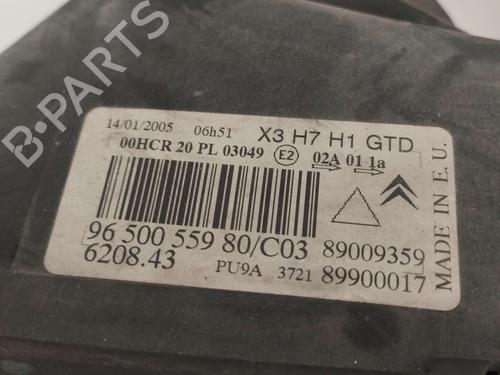 B-PARTS
14/01/2005 06h51 X3 H7 H1 GTD
00HCR 20 PL 03049 E2 02A 01 1a
96 500 559 80/C03 89009359
6208.43 PU9A 3721 89900017
MADE IN E.U.